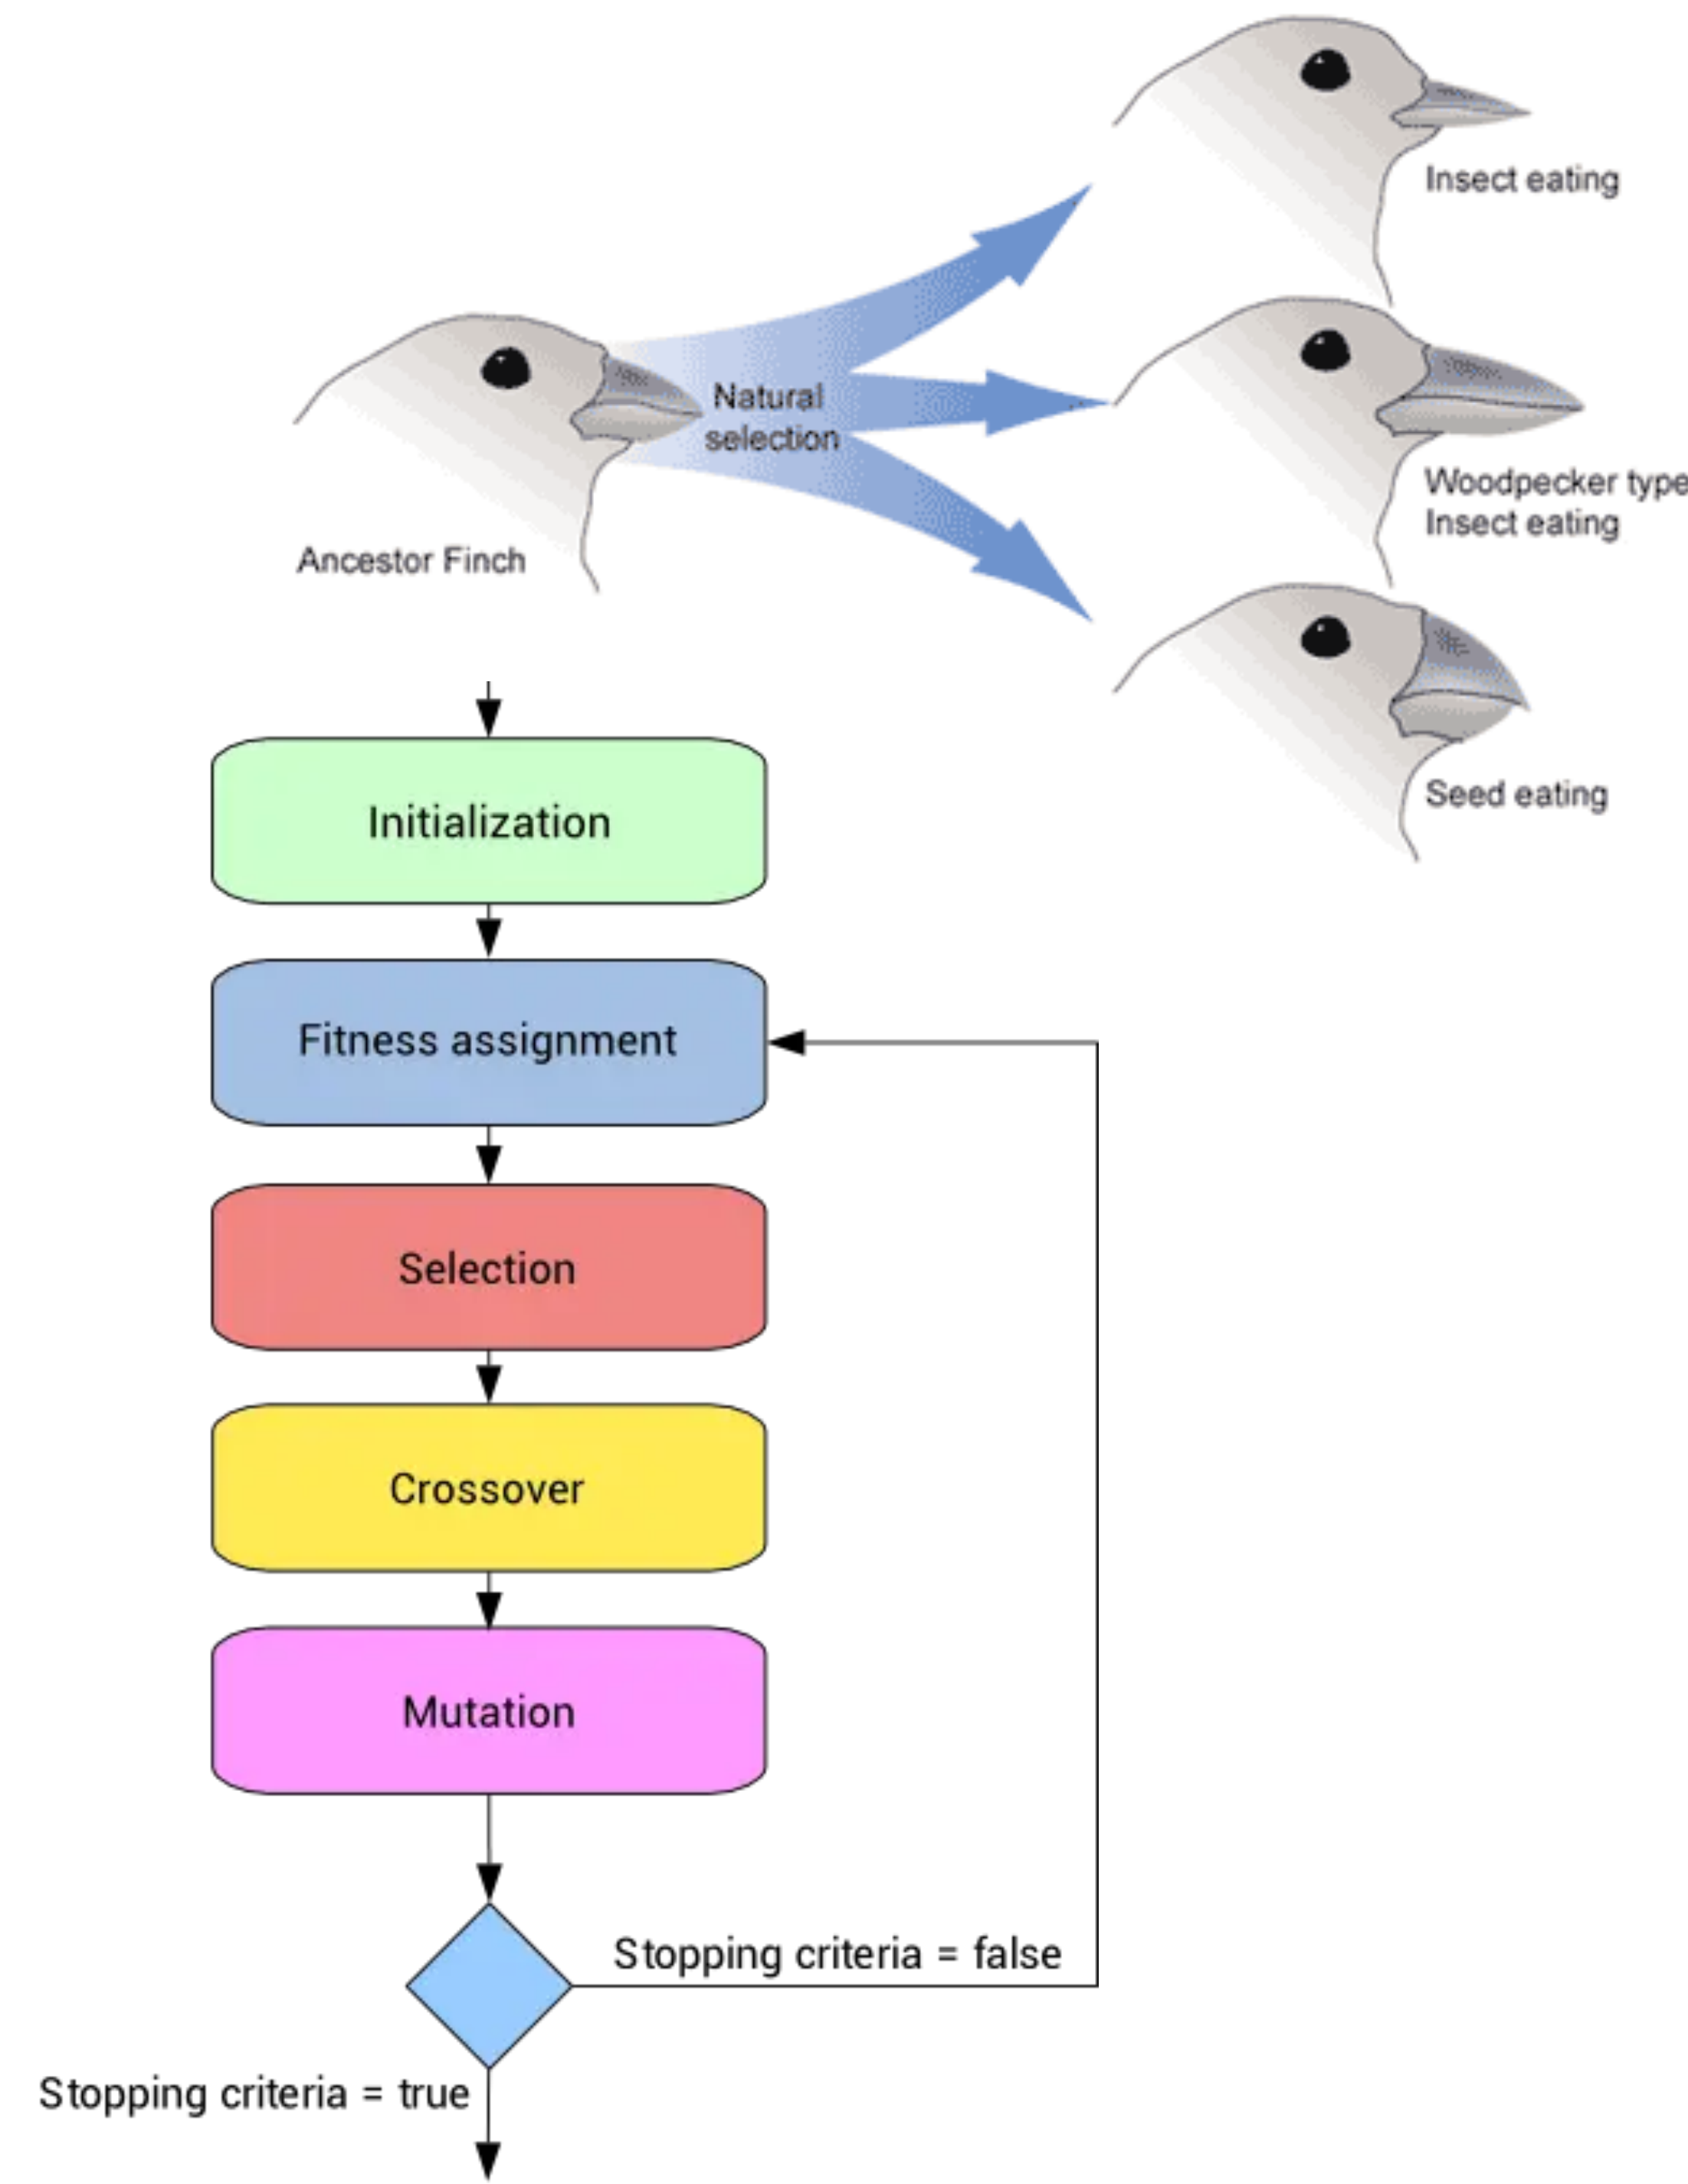 Insect eating
Natural
selection
Woodpecker type
Insect eating
Ancestor Finch
Seed eating
Initialization
Fitness assignment
Selection
Crossover
Mutation
Stopping criteria = false
Stopping criteria = true